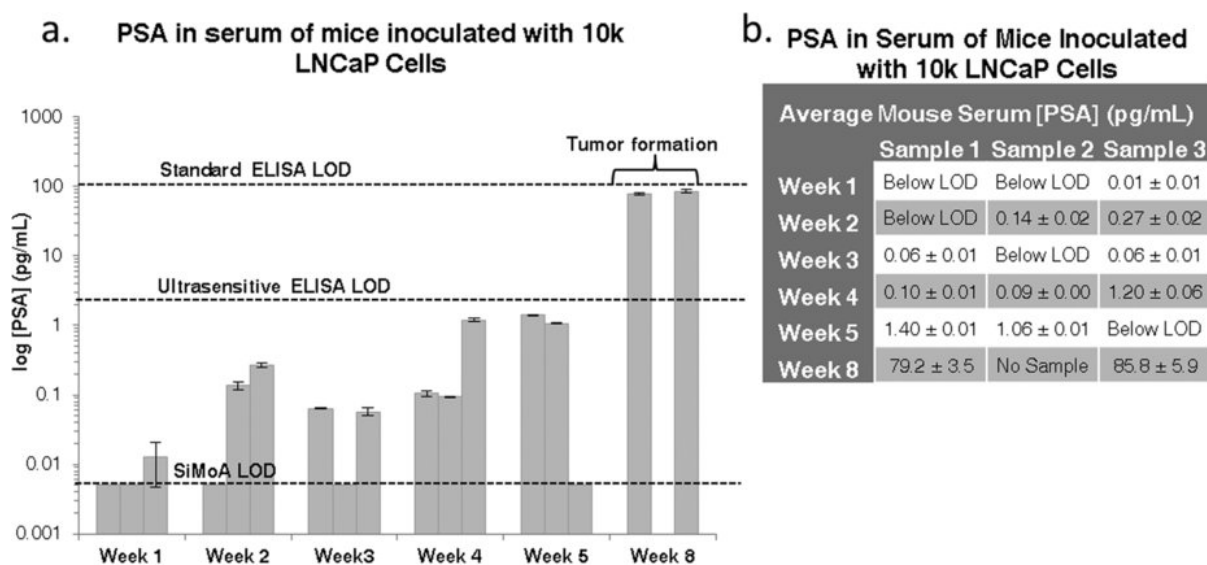 a.
PSA in serum of mice inoculated with 10k
LNCaP Cells
log [PSA] (pg/mL)
1000
100
10
1
0.1
0.01
0.001
Standard ELISA LOD
Tumor formation
Ultrasensitive ELISA LOD
SiMoA LOD
Week 1 Week 2 Week3 Week 4 Week 5 Week 8
b.
PSA in Serum of Mice Inoculated
with 10k LNCaP Cells
Average Mouse Serum [PSA] (pg/mL)
Sample 1 Sample 2 Sample 3
Week 1 Below LOD Below LOD 0.01 ± 0.01
Week 2 Below LOD 0.14 ± 0.02 0.27 ± 0.02
Week 3 0.06 ± 0.01 Below LOD 0.06 ± 0.01
Week 4 0.10 ± 0.01 0.09 ± 0.00 1.20 ± 0.06
Week 5 1.40 ± 0.01 1.06 ± 0.01 Below LOD
Week 8 79.2 ± 3.5 No Sample 85.8 ± 5.9